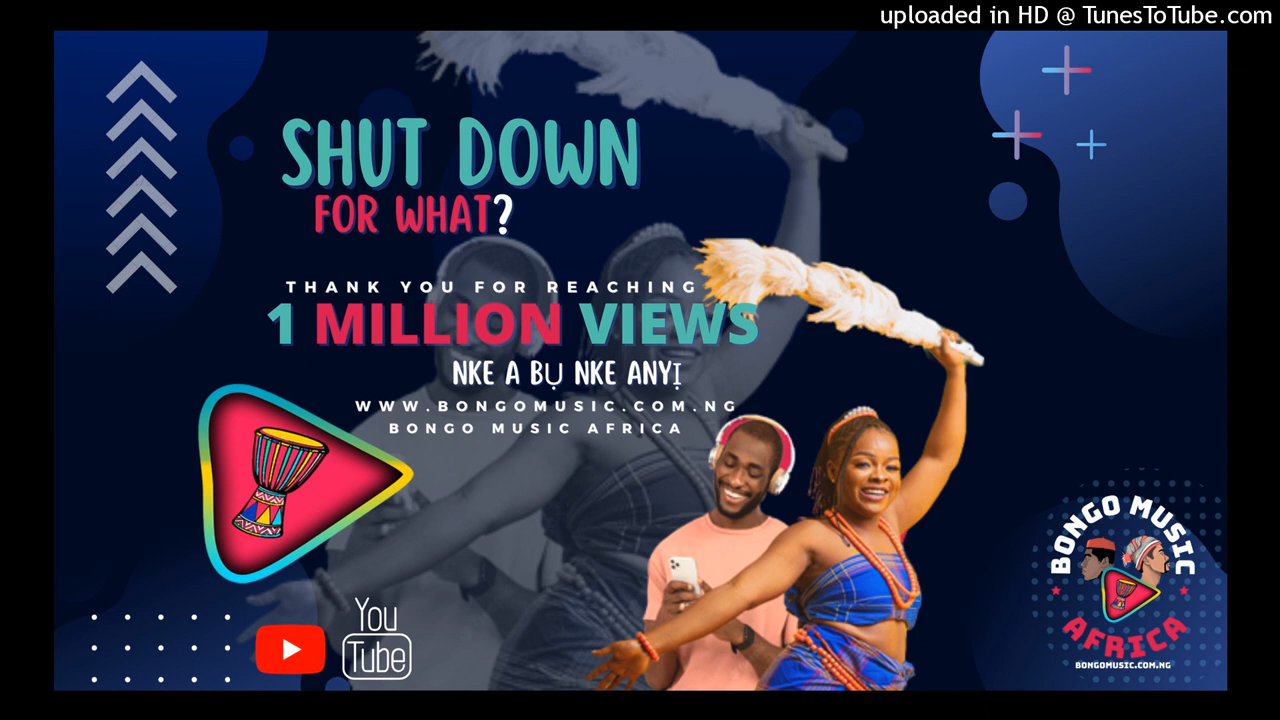 uploaded in HD @ TunesToTube.com
SHUT DOWN
FOR WHAT?
THANK YOU FOR REACHING
1 MILLION VIEWS
NKE A BỤ NKE ANYỊ
WWW.BONGOMUSIC.COM.NG
BONGO MUSIC AFRICA
You
Tube
BONGO MUSIC
AFRICA
BONGOMUSIC.COM.NG